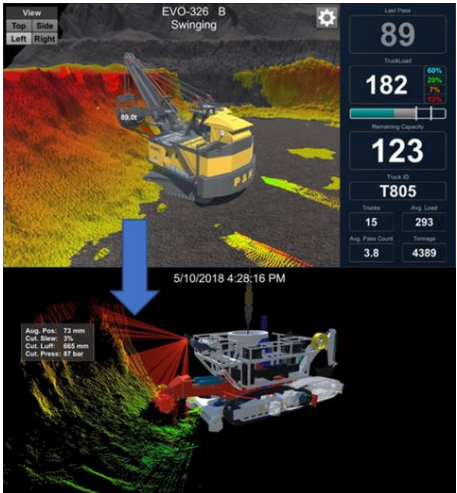 View
Top Side
Left Right
EVO-326 B
Swinging
89.0t
P&H
Last Pass
89
TruckLoad
182
60%
20%
7%
13%
Remaining Capacity
123
Truck ID
T805
Trucks Avg. Load
15 293
Avg. Pass Count Tonnage
3.8 4389
5/10/2018 4:28:16 PM
Aug. Pos: 73 mm
Cut. Slew: 3%
Cut. Luff: 665 mm
Cut. Press: 87 bar